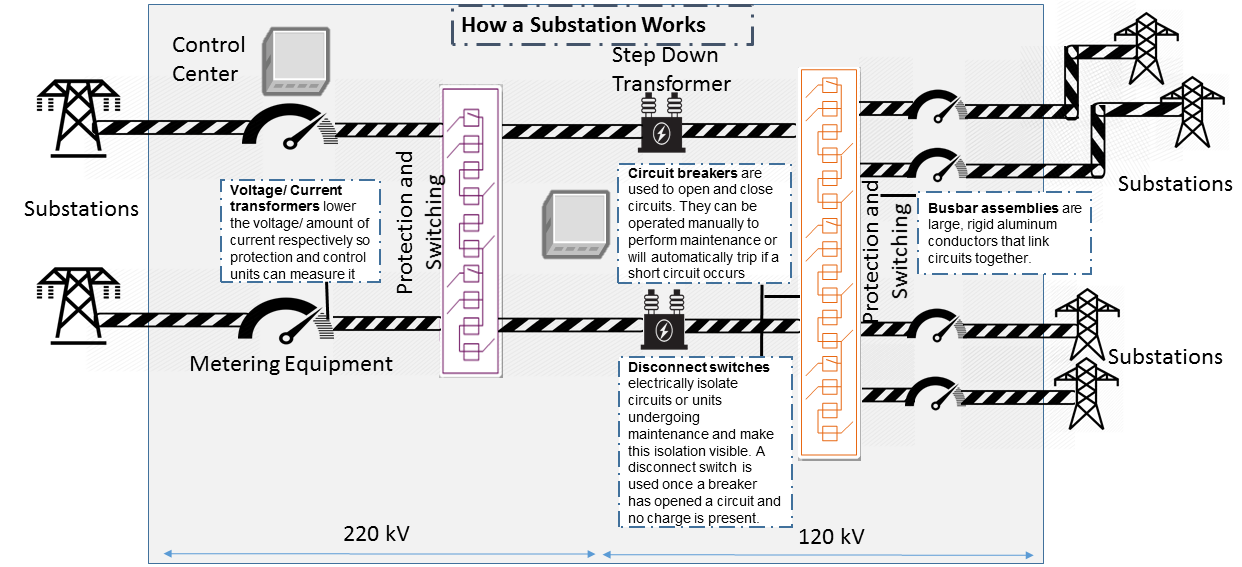 How a Substation Works
Control
Center
Step Down
Transformer
Substations
Voltage/ Current
transformers lower
the voltage/ amount of
current respectively so
protection and control
units can measure it
Metering Equipment
Protection and
Switching
Circuit breakers are
used to open and close
circuits. They can be
operated manually to
perform maintenance or
will automatically trip if a
short circuit occurs
Disconnect switches
electrically isolate
circuits or units
undergoing
maintenance and make
this isolation visible. A
disconnect switch is
used once a breaker
has opened a circuit and
no charge is present.
Protection and
Switching
Busbar assemblies are
large, rigid aluminum
conductors that link
circuits together.
Substations
Substations
220 kV
120 kV